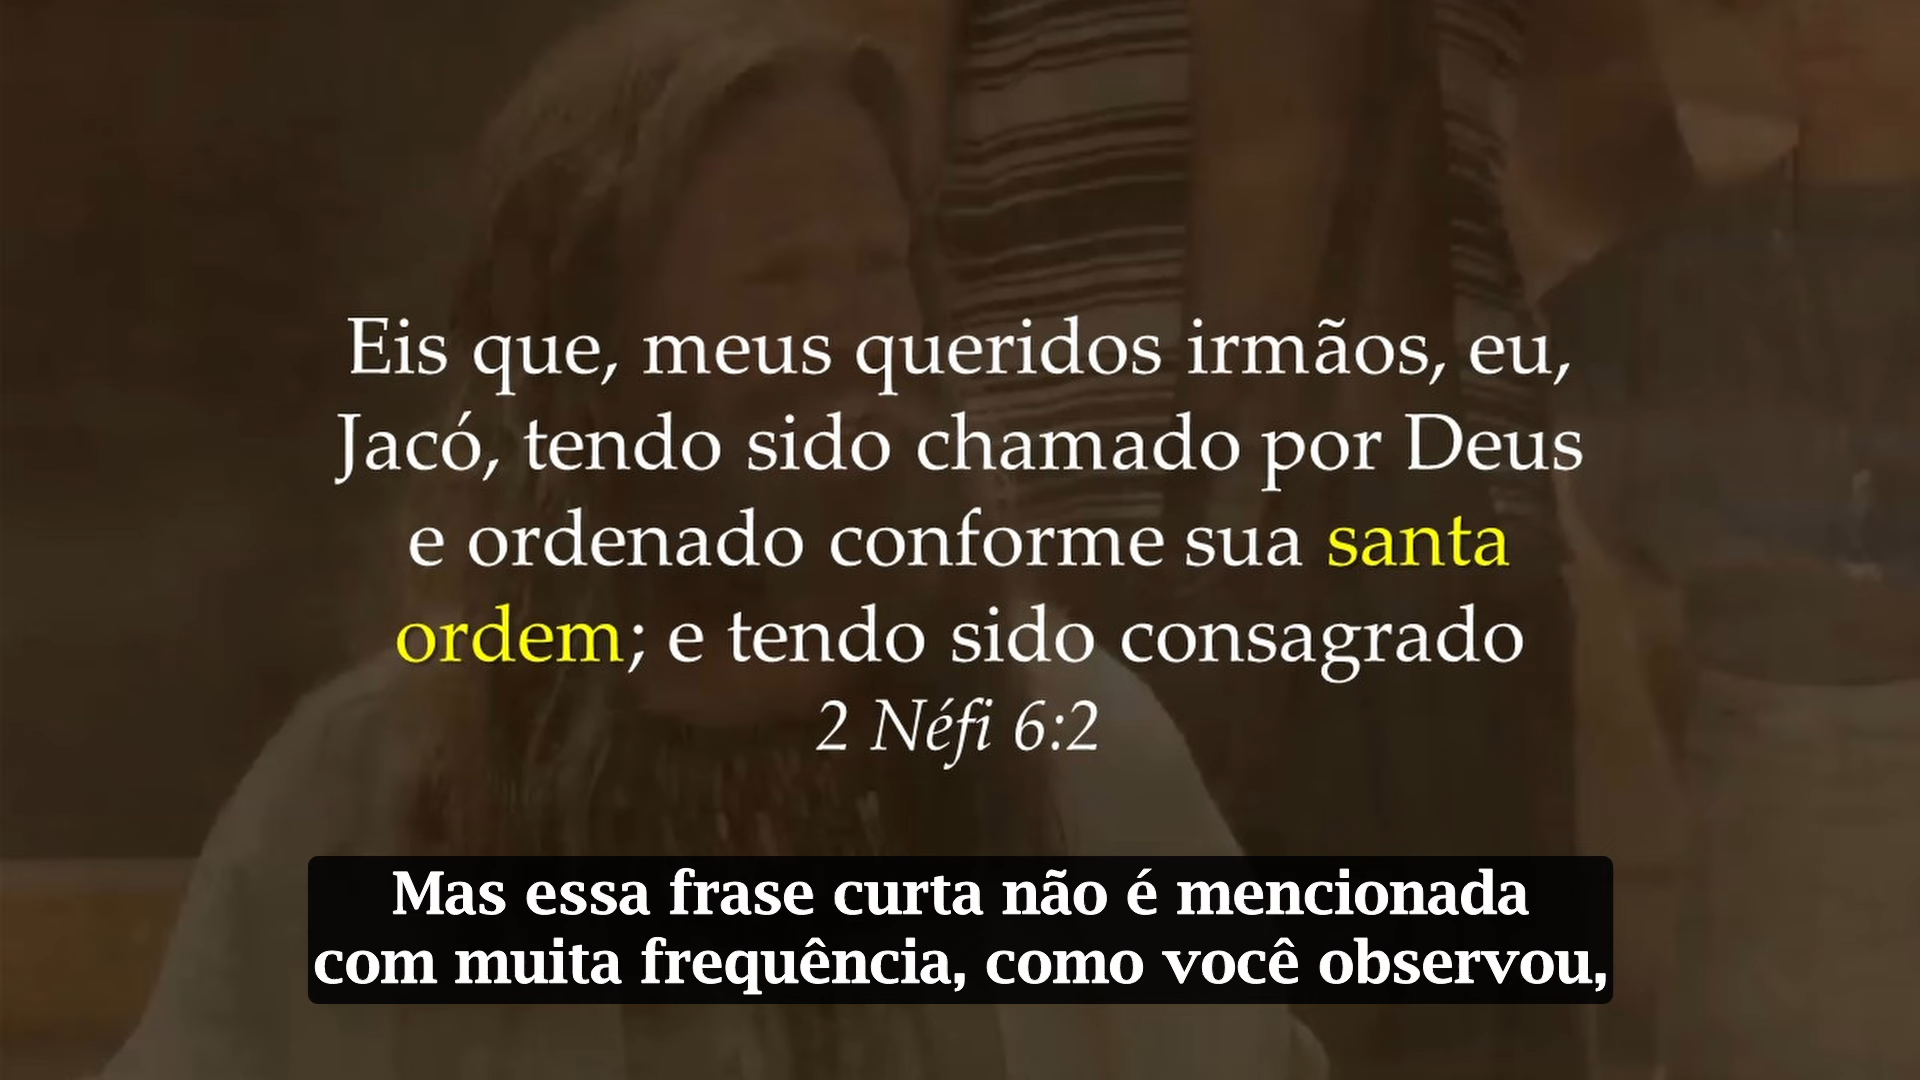 Eis que, meus queridos irmãos, eu,
Jacó, tendo sido chamado por Deus
e ordenado conforme sua santa
ordem; e tendo sido consagrado
2 Néfi 6:2
Mas essa frase curta não é mencionada
com muita frequência, como você observou,